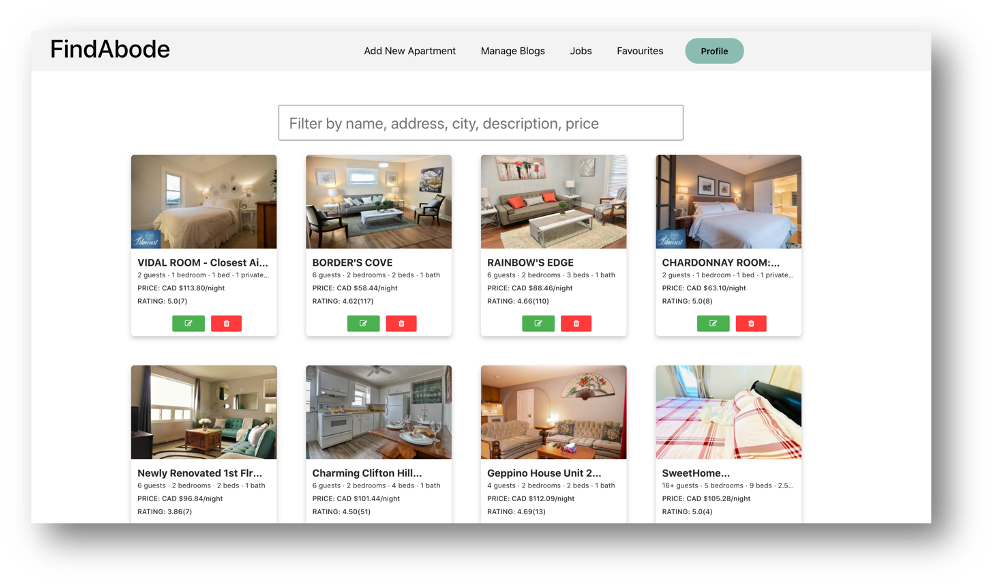 FindAbode
Add New Apartment Manage Blogs Jobs Favourites Profile
Filter by name, address, city, description, price
VIDAL ROOM - Closest Ai...
2 guests · 1 bedroom · 1 bed · 1 private...
PRICE: CAD $113.80/night
RATING: 5.0(7)
BORDER'S COVE
6 guests · 2 bedrooms · 2 beds · 1 bath
PRICE: CAD $58.44/night
RATING: 4.62(117)
RAINBOW'S EDGE
6 guests · 2 bedrooms · 3 beds · 1 bath
PRICE: CAD $88.46/night
RATING: 4.66(110)
CHARDONNAY ROOM:...
2 guests · 1 bedroom · 1 bed · 1 private...
PRICE: CAD $63.10/night
RATING: 5.0(8)
Newly Renovated 1st Flr...
6 guests · 2 bedrooms · 2 beds · 1 bath
PRICE: CAD $96.84/night
RATING: 3.86(7)
Charming Clifton Hill...
6 guests · 2 bedrooms · 4 beds · 1 bath
PRICE: CAD $101.44/night
RATING: 4.50(51)
Geppino House Unit 2...
4 guests · 2 bedrooms · 2 beds · 1 bath
PRICE: CAD $112.09/night
RATING: 4.69(13)
SweetHome...
16+ guests · 5 bedrooms · 9 beds · 2.5...
PRICE: CAD $105.28/night
RATING: 5.0(4)